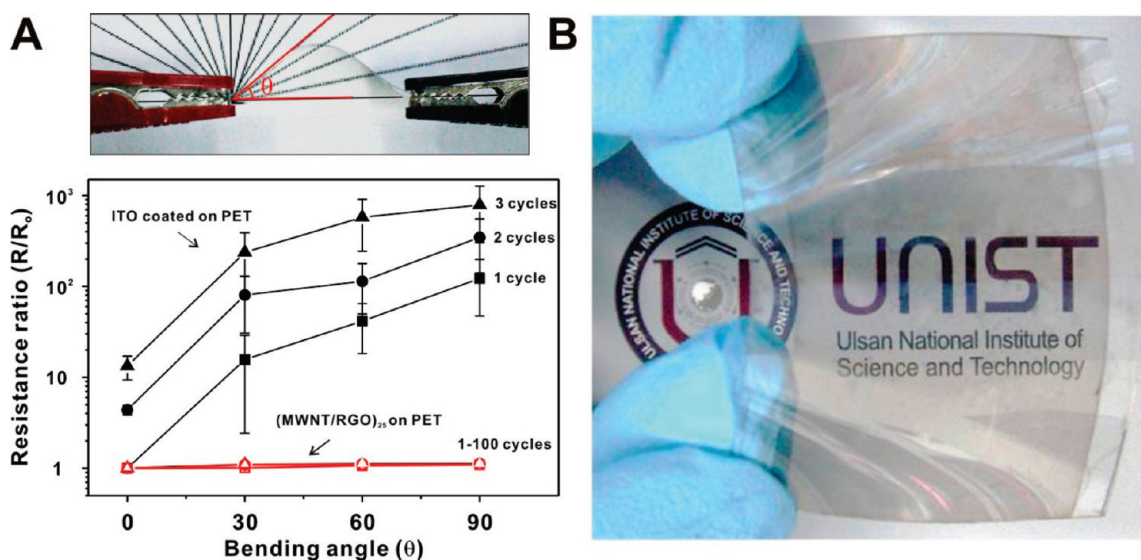 A
B
θ
Resistance ratio (R/Rₒ)
10³
10²
10
1
ITO coated on PET
3 cycles
2 cycles
1 cycle
(MWNT/RGO)₂₅ on PET
1-100 cycles
0 30 60 90
Bending angle (θ)
ULSAN NATIONAL INSTITUTE OF SCIENCE AND TECHNO
U
UNIST
Ulsan National Institute of
Science and Technology